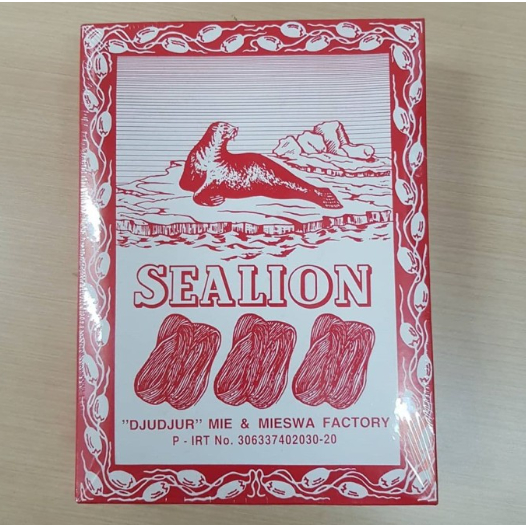 SEALION
"DJUDJUR" MIE & MIESWA FACTORY
P - IRT No. 306337402030-20